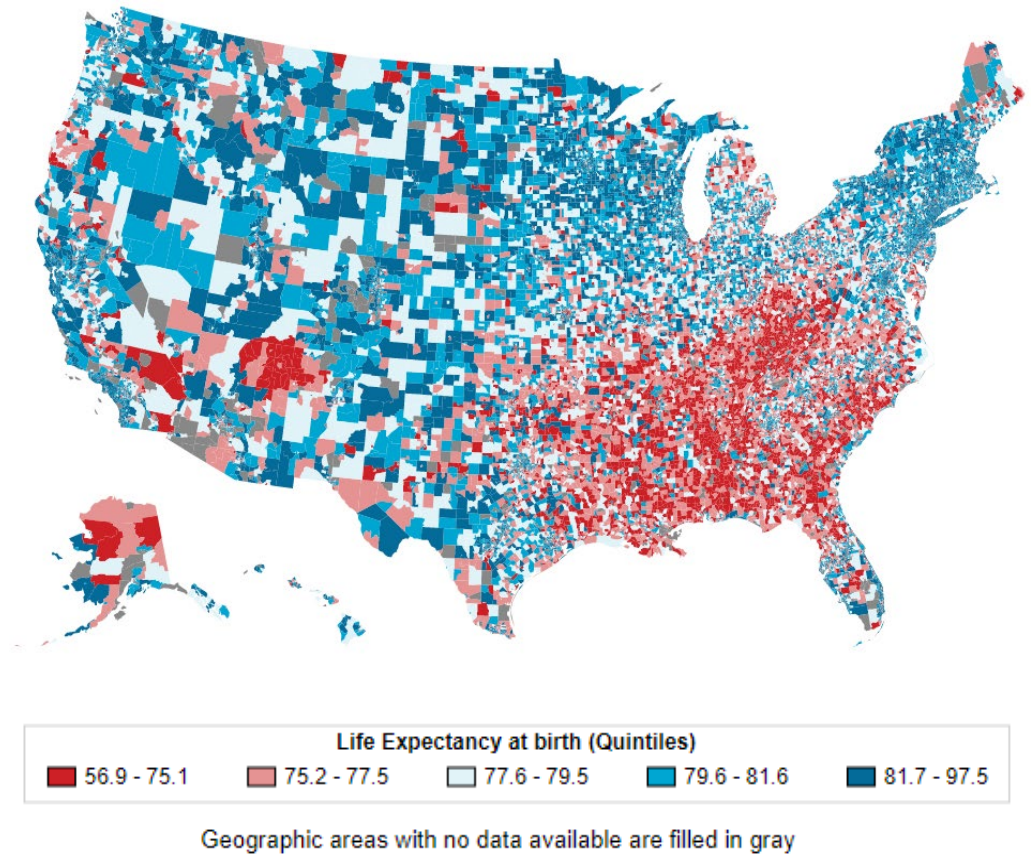 Life Expectancy at birth (Quintiles)
56.9 - 75.1 75.2 - 77.5 77.6 - 79.5 79.6 - 81.6 81.7 - 97.5
Geographic areas with no data available are filled in gray